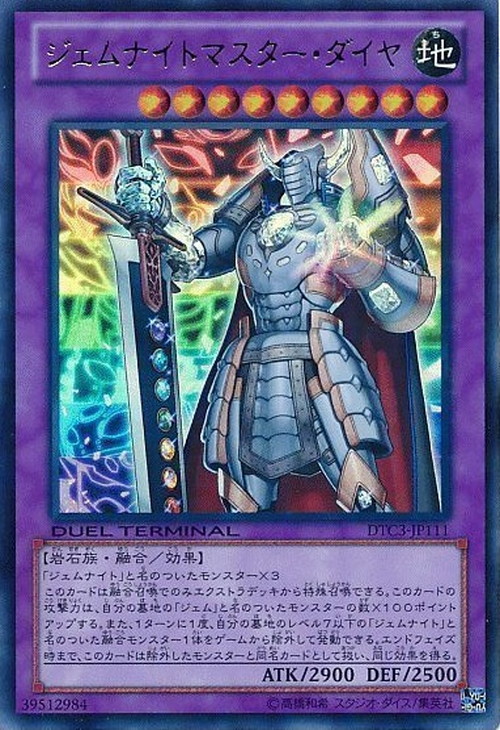 ジェムナイトマスター・ダイヤ
地
DUEL TERMINAL
DTC3-JP111
【岩石族・融合/効果】
「ジェムナイト」と名のついたモンスター×3
このカードは融合召喚でのみエクストラデッキから特殊召喚できる。このカードの
攻撃力は、自分の墓地の「ジェム」と名のついたモンスターの数×100ポイント
アップする。また、1ターンに1度、自分の墓地のレベル7以下の「ジェムナイト」と
名のついた融合モンスター1体をゲームから除外して発動できる。エンドフェイズ
時まで、このカードは除外したモンスターと同名カードとして扱い、同じ効果を得る。
ATK/2900 DEF/2500
39512984
©高橋和希 スタジオ・ダイス/集英社